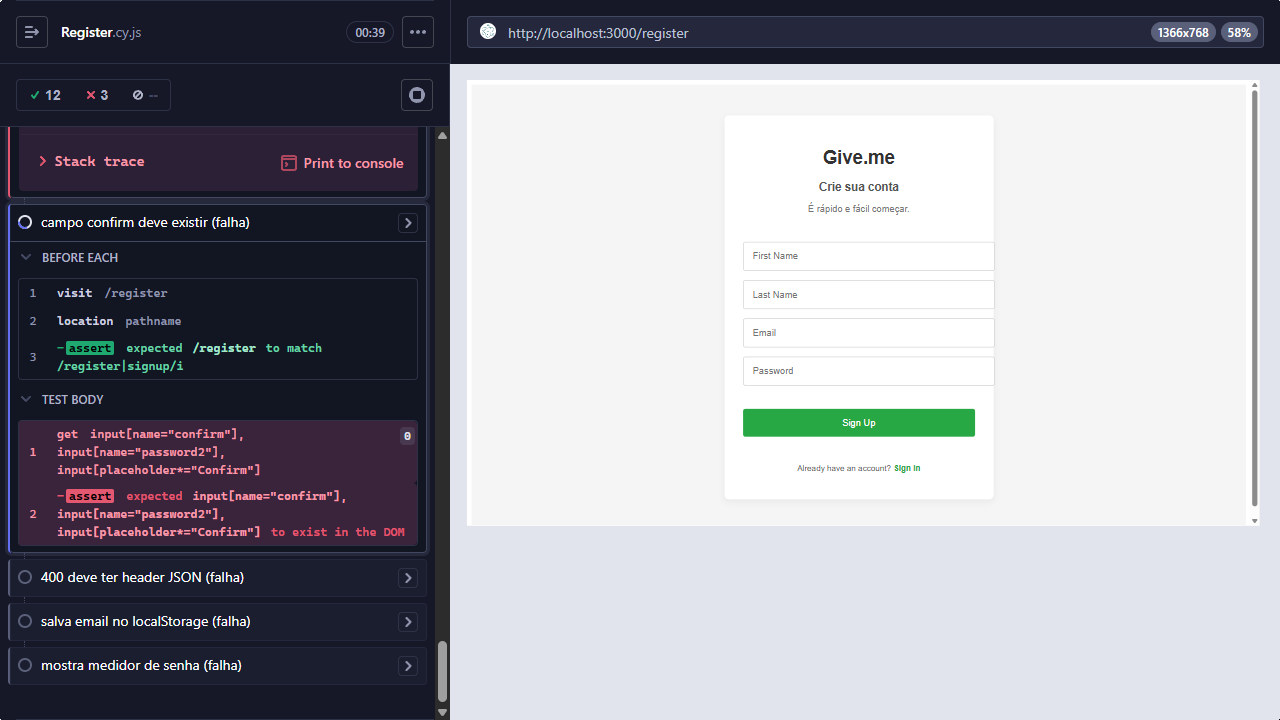 Register.cy.js
00:39
12
3
--
Stack trace
Print to console
campo confirm deve existir (falha)
BEFORE EACH
1 visit /register
2 location pathname
3 -assert expected /register to match
/register|signup/i
TEST BODY
1 get input[name="confirm"],
input[name="password2"],
input[placeholder*="Confirm"]
0
2 -assert expected input[name="confirm"],
input[name="password2"],
input[placeholder*="Confirm"] to exist in the DOM
400 deve ter header JSON (falha)
salva email no localStorage (falha)
mostra medidor de senha (falha)
http://localhost:3000/register
1366x768
58%
Give.me
Crie sua conta
É rápido e fácil começar.
First Name
Last Name
Email
Password
Sign Up
Already have an account? Sign in